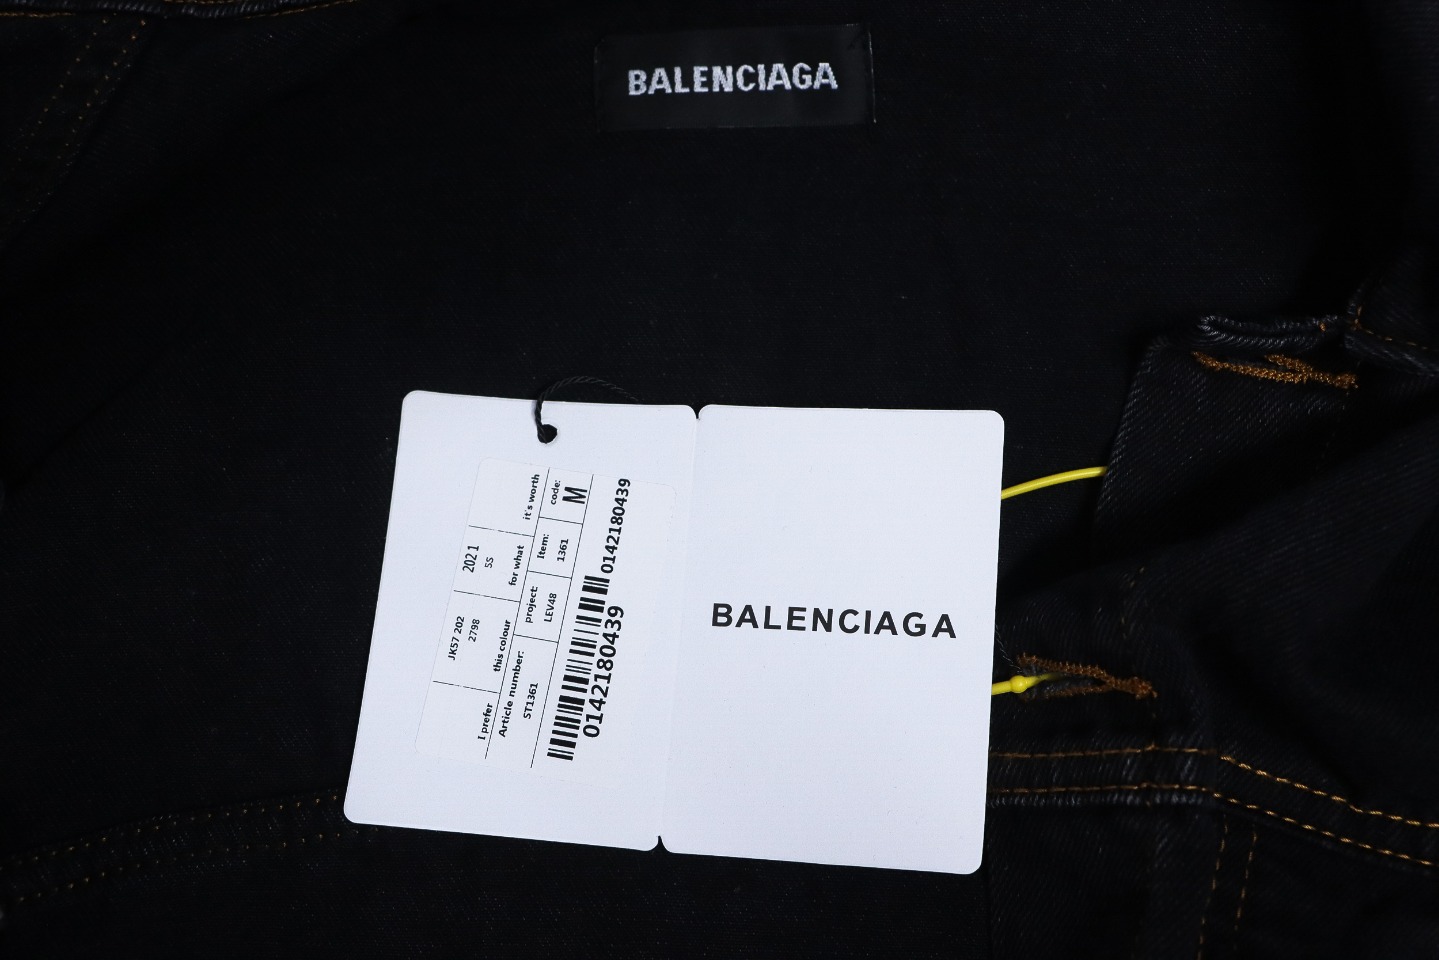 BALENCIAGA
I prefer
this colour
for what
it's worth
JK57 202
2798
2021
SS
Article number:
ST1361
project:
LEV48
Item:
1361
code:
M
0142180439
0142180439
BALENCIAGA